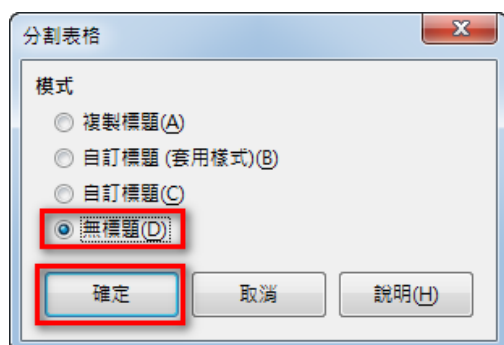 分割表格
模式
複製標題(A)
自訂標題 (套用樣式)(B)
自訂標題(C)
無標題(D)
確定 取消 說明(H)